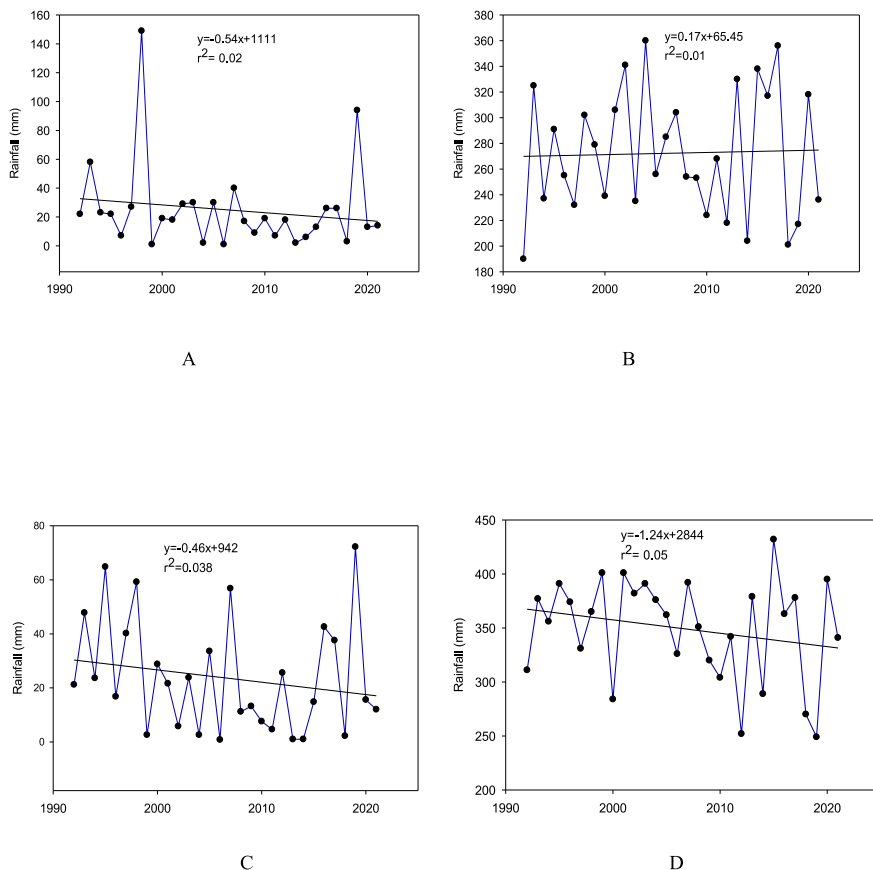 160
140
120
100
80
60
40
20
0
Rainfall (mm)
y=-0.54x+1111
r2= 0.02
1990
2000
2010
2020
A
380
360
340
320
300
280
260
240
220
200
180
Rainfall (mm)
y=0.17x+65.45
r2=0.01
1990
2000
2010
2020
B
80
60
40
20
0
Rainfall (mm)
y=-0.46x+942
r2=0.038
1990
2000
2010
2020
C
450
400
350
300
250
200
Rainfall (mm)
y=-1.24x+2844
r2= 0.05
1990
2000
2010
2020
D